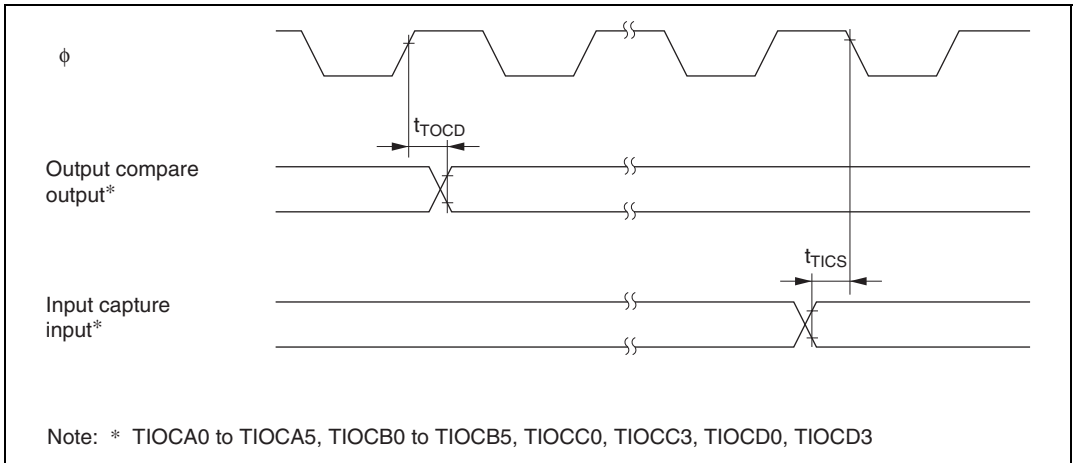 ϕ
tTOCD
Output compare
output*
tTICS
Input capture
input*
Note: * TIOCA0 to TIOCA5, TIOCB0 to TIOCB5, TIOCC0, TIOCC3, TIOCD0, TIOCD3